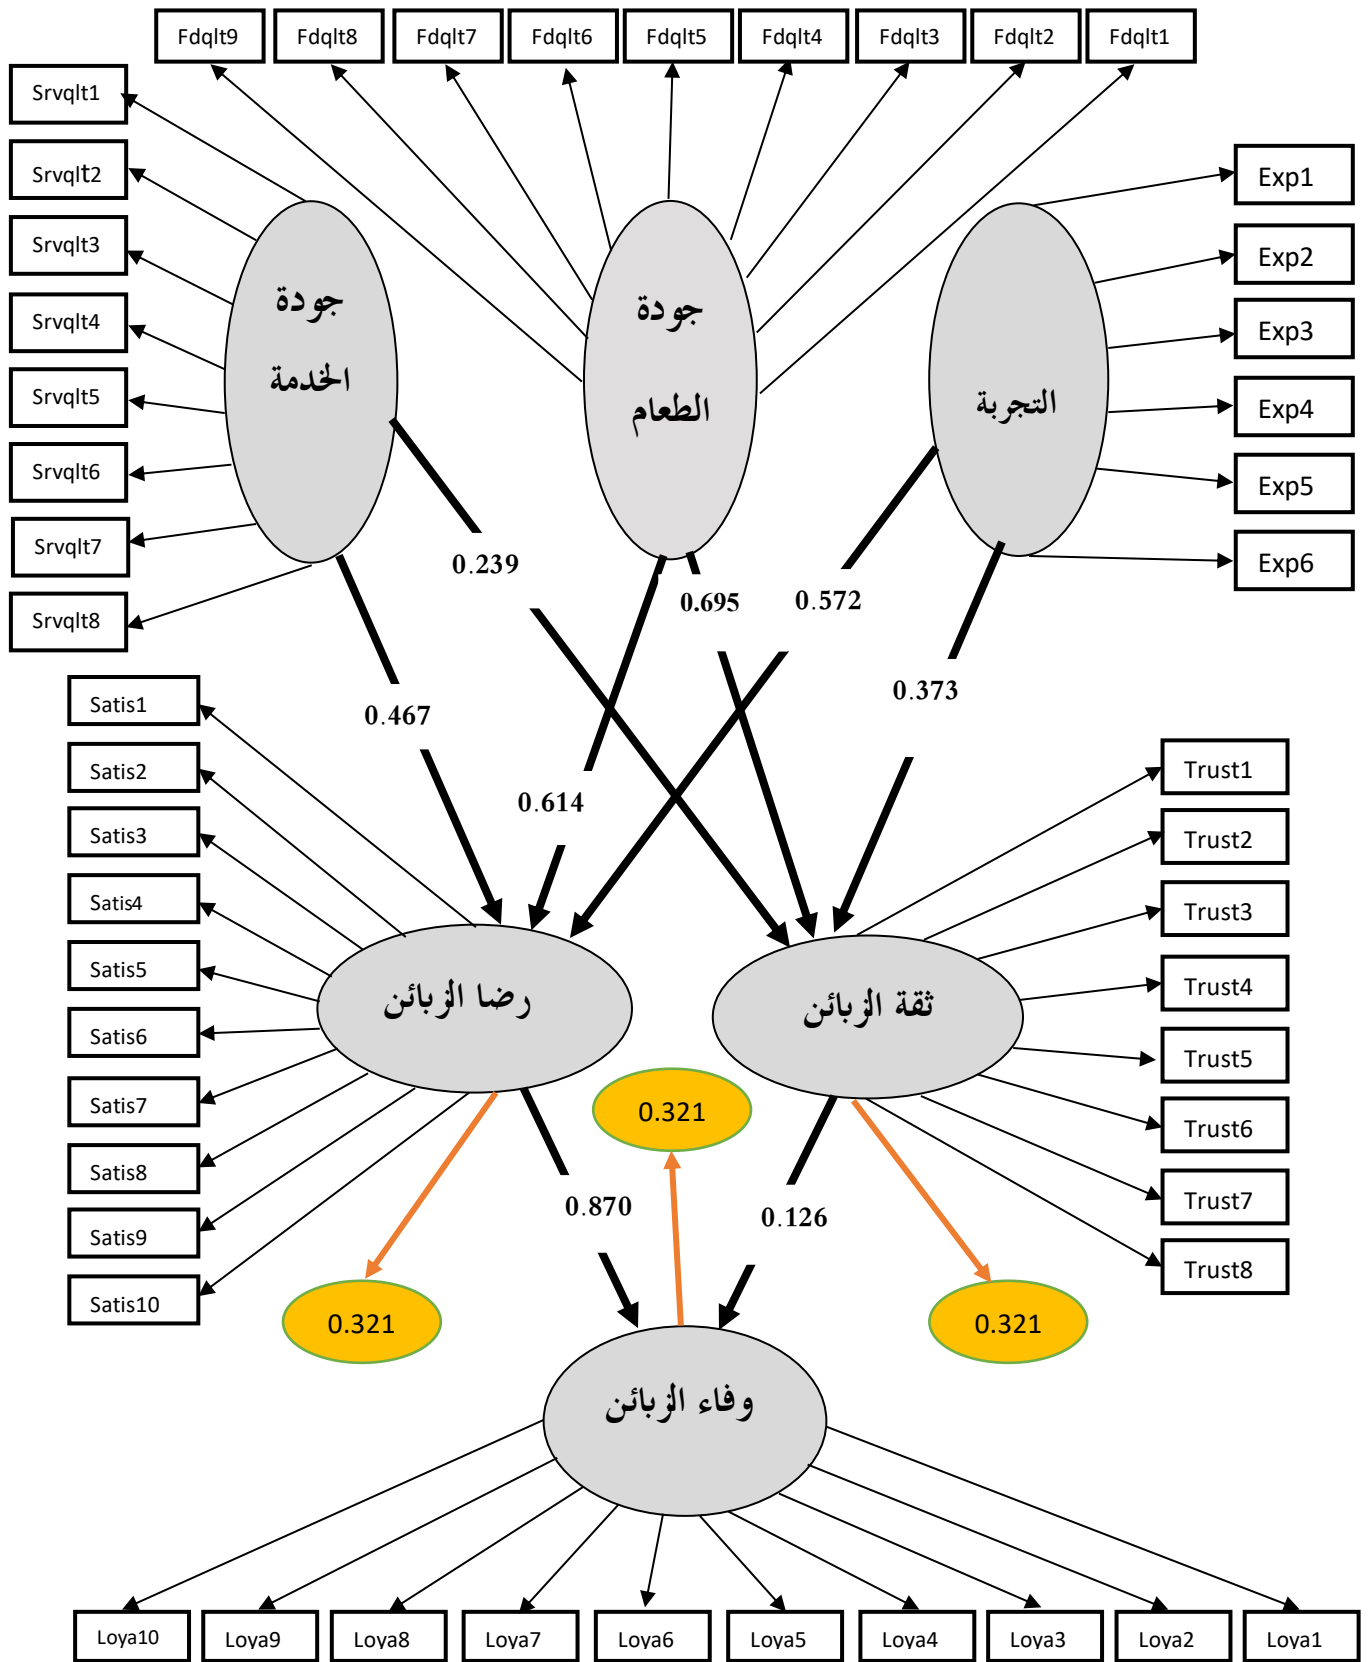 Fdqlt9
Fdqlt8
Fdqlt7
Fdqlt6
Fdqlt5
Fdqlt4
Fdqlt3
Fdqlt2
Fdqlt1
Srvqlt1
Srvqlt2
Srvqlt3
Srvqlt4
Srvqlt5
Srvqlt6
Srvqlt7
Srvqlt8
جودة
الخدمة
جودة
الطعام
التجربة
Exp1
Exp2
Exp3
Exp4
Exp5
Exp6
0.239
0.695
0.572
0.467
0.614
0.373
Satis1
Satis2
Satis3
Satis4
Satis5
Satis6
Satis7
Satis8
Satis9
Satis10
رضا الزبائن
ثقة الزبائن
Trust1
Trust2
Trust3
Trust4
Trust5
Trust6
Trust7
Trust8
0.321
0.870
0.126
0.321
0.321
وفاء الزبائن
Loya10
Loya9
Loya8
Loya7
Loya6
Loya5
Loya4
Loya3
Loya2
Loya1